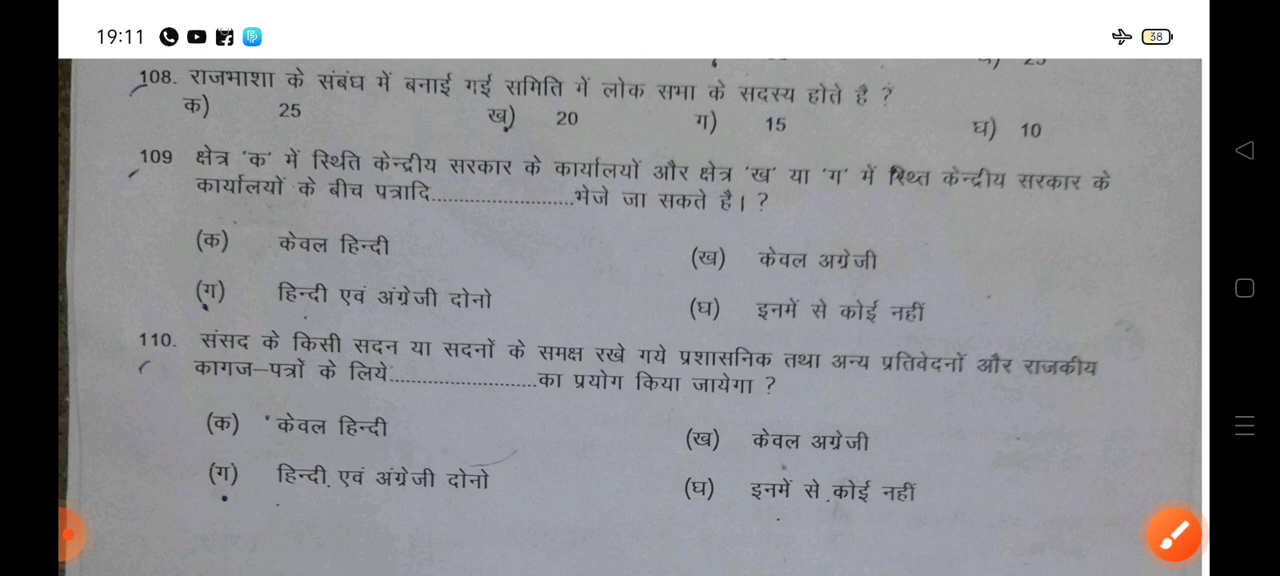 19:11
38
108. राजभाशा के संबंध में बनाई गई समिति में लोक सभा के सदस्य होते है ?
क) 25 ख) 20 ग) 15 घ) 10
109 क्षेत्र 'क' में स्थिति केन्द्रीय सरकार के कार्यालयों और क्षेत्र 'ख' या 'ग' में स्थित केन्द्रीय सरकार के
कार्यालयों के बीच पत्रादि........................भेजे जा सकते है। ?
(क) केवल हिन्दी (ख) केवल अग्रेजी
(ग) हिन्दी एवं अंग्रेजी दोनो (घ) इनमें से कोई नहीं
110. संसद के किसी सदन या सदनों के समक्ष रखे गये प्रशासनिक तथा अन्य प्रतिवेदनों और राजकीय
कागज-पत्रों के लिये........................का प्रयोग किया जायेगा ?
(क) केवल हिन्दी (ख) केवल अग्रेजी
(ग) हिन्दी एवं अंग्रेजी दोनो (घ) इनमें से कोई नहीं